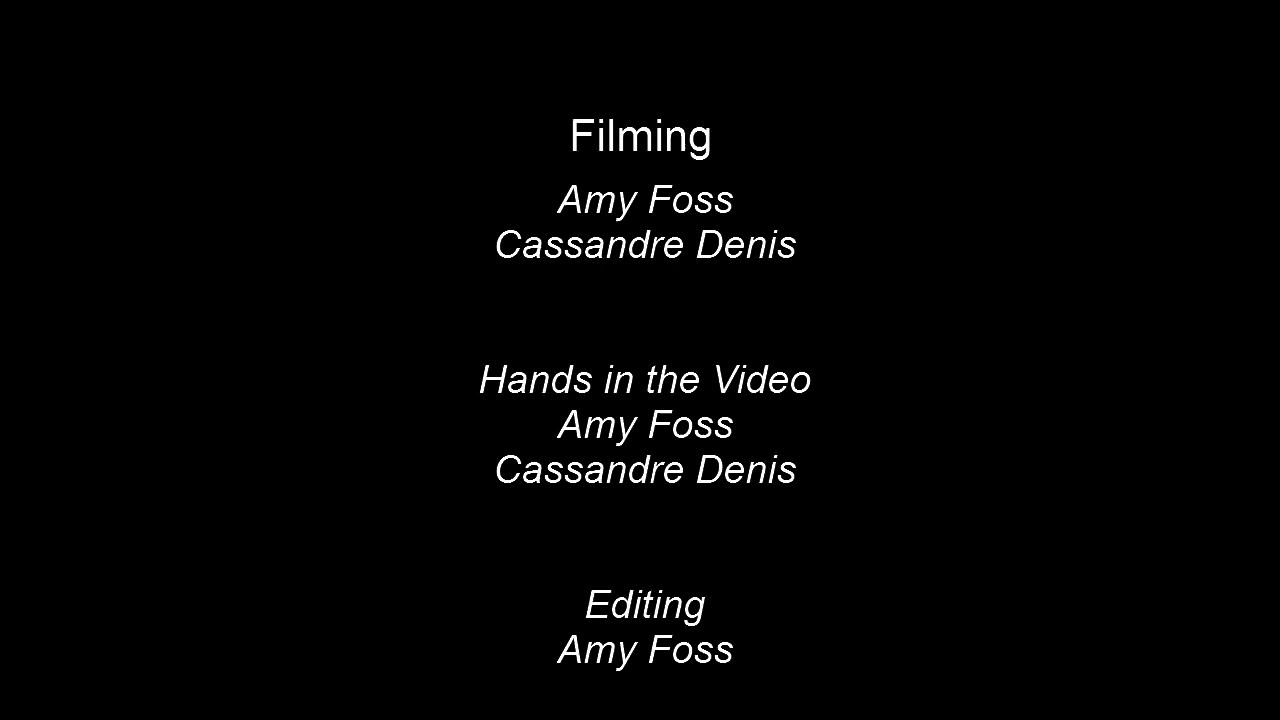 Filming
Amy Foss
Cassandre Denis
Hands in the Video
Amy Foss
Cassandre Denis
Editing
Amy Foss